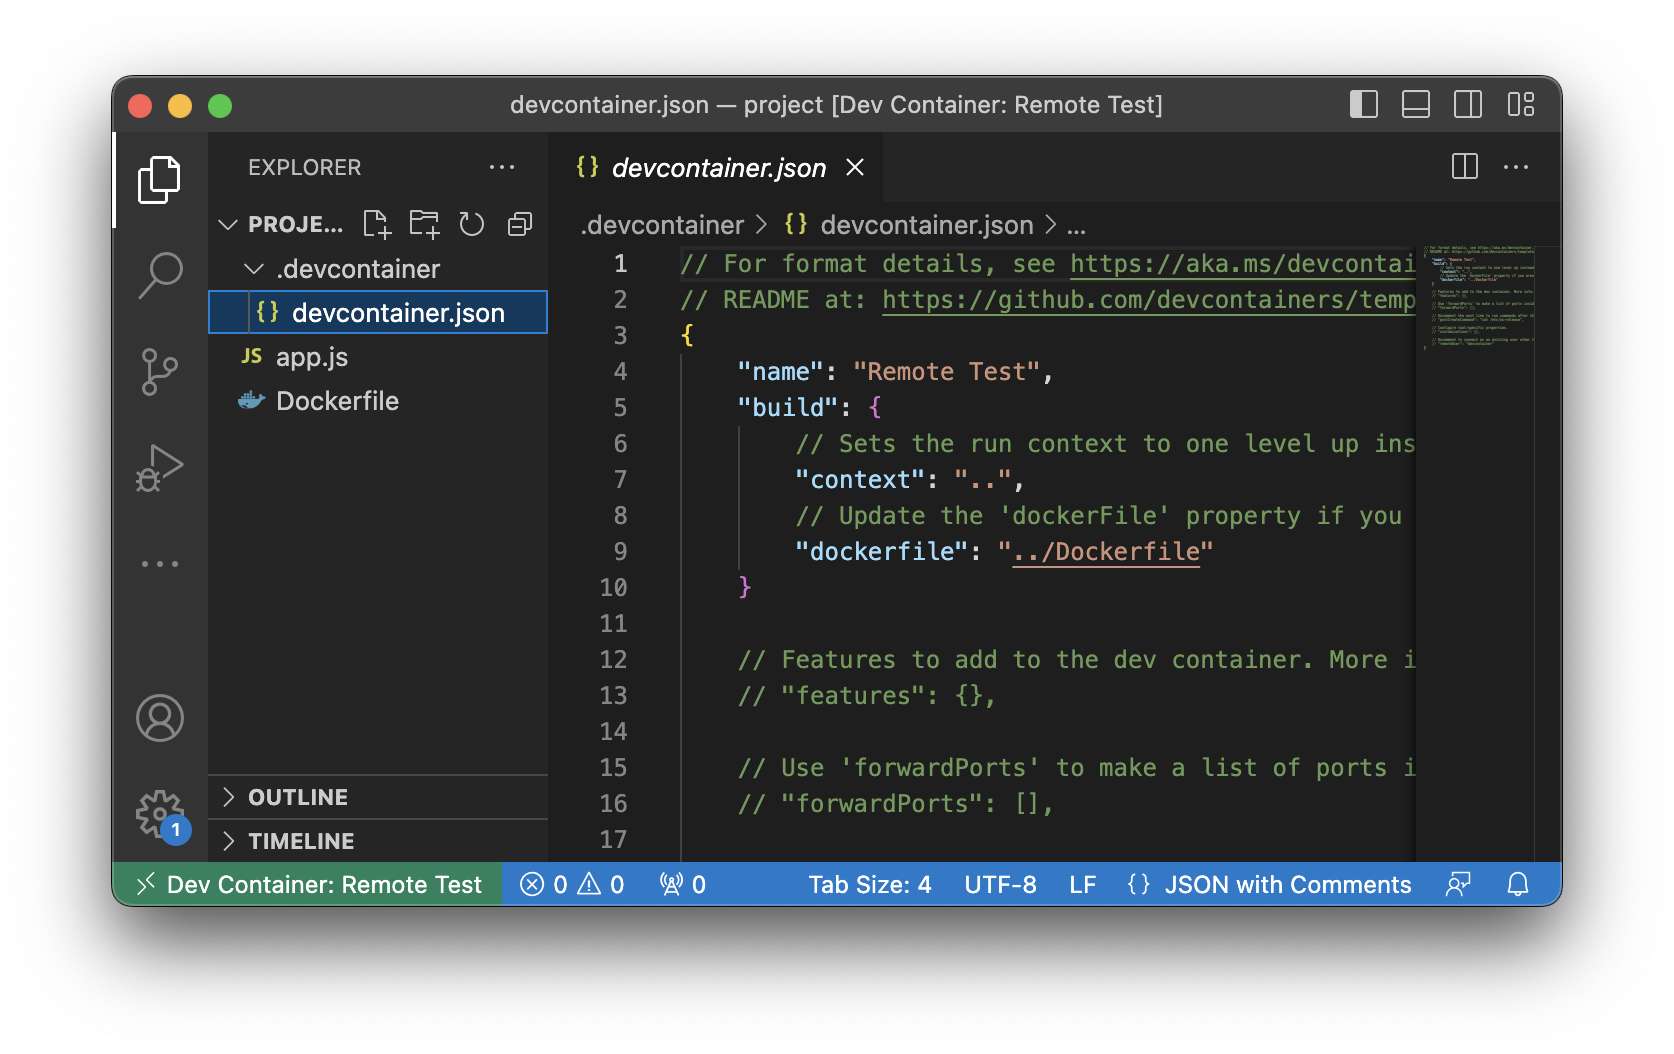 devcontainer.json — project [Dev Container: Remote Test]
EXPLORER
PROJE...
.devcontainer
{} devcontainer.json
JS app.js
Dockerfile
OUTLINE
TIMELINE
{} devcontainer.json
.devcontainer > {} devcontainer.json > ...
1 // For format details, see https://aka.ms/devcontai
2 // README at: https://github.com/devcontainers/temp
3 {
4 "name": "Remote Test",
5 "build": {
6 // Sets the run context to one level up ins
7 "context": "..",
8 // Update the 'dockerFile' property if you
9 "dockerfile": "../Dockerfile"
10 }
11
12 // Features to add to the dev container. More i
13 // "features": {},
14
15 // Use 'forwardPorts' to make a list of ports i
16 // "forwardPorts": [],
17
1
Dev Container: Remote Test 0 0 0 Tab Size: 4 UTF-8 LF {} JSON with Comments